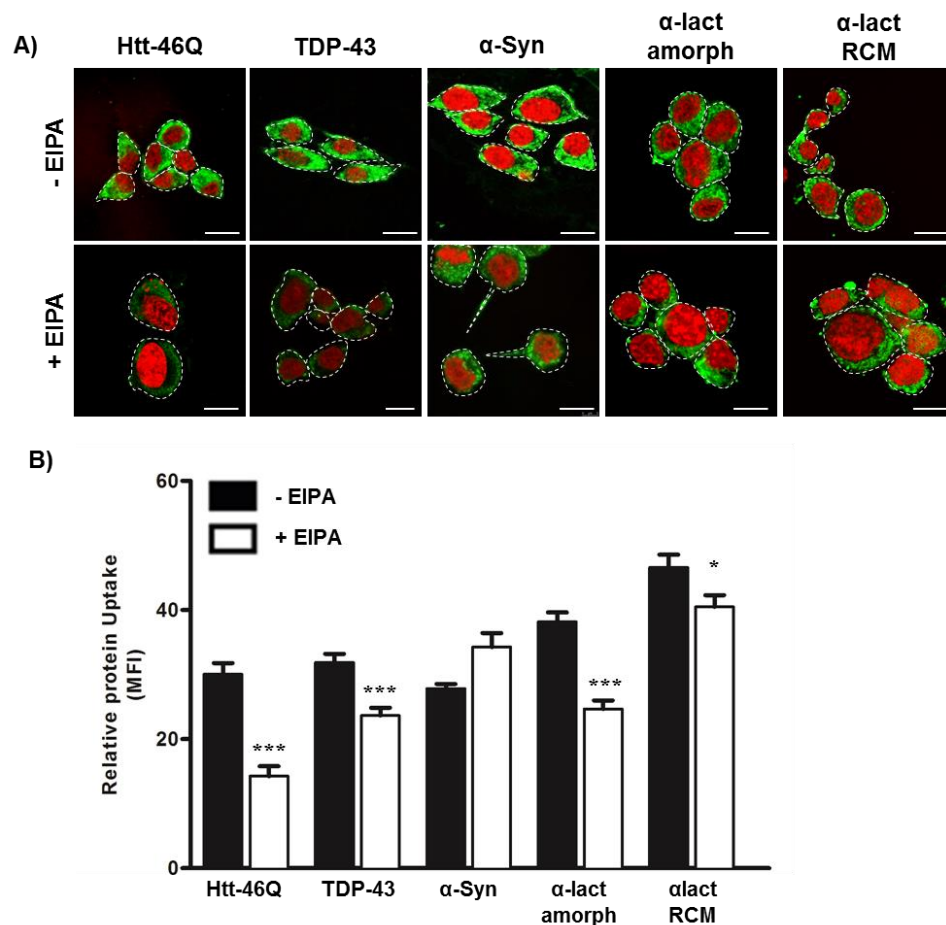 A)
Htt-46Q
TDP-43
α-Syn
α-lact
amorph
α-lact
RCM
- EIPA
+ EIPA
B)
60
40
20
0
Relative protein Uptake
(MFI)
- EIPA
+ EIPA
***
***
***
*
Htt-46Q
TDP-43
α-Syn
α-lact
amorph
αlact
RCM